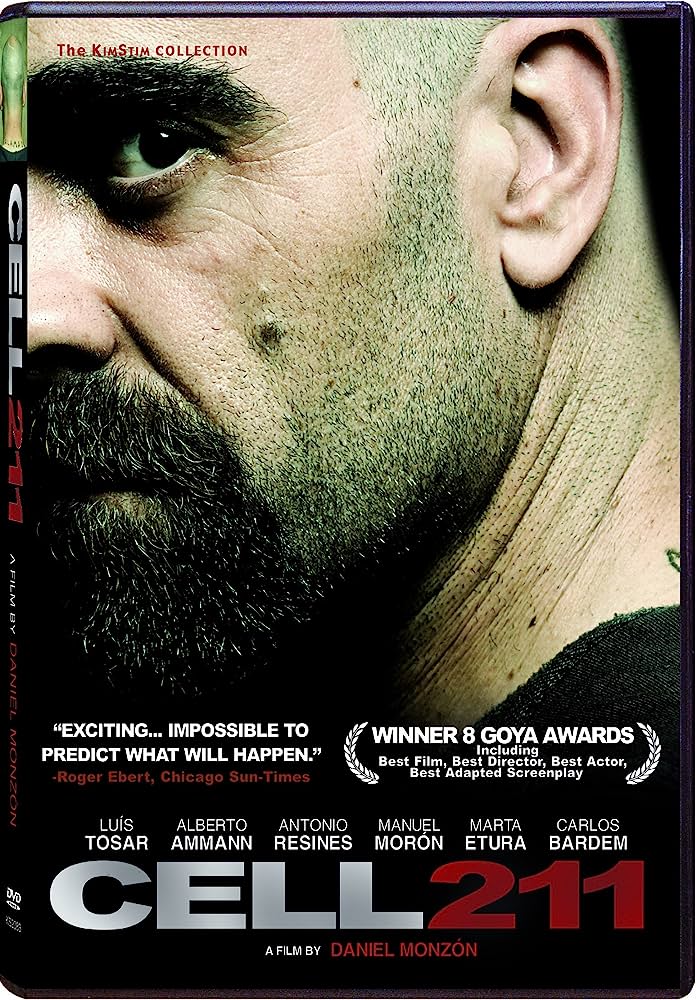 The KimStim COLLECTION
CELL 211
A FILM BY DANIEL MONZÓN
DVD
"EXCITING... IMPOSSIBLE TO
PREDICT WHAT WILL HAPPEN."
-Roger Ebert, Chicago Sun-Times
WINNER 8 GOYA AWARDS
Including
Best Film, Best Director, Best Actor,
Best Adapted Screenplay
LUÍS TOSAR
ALBERTO AMMANN
ANTONIO RESINES
MANUEL MORÓN
MARTA ETURA
CARLOS BARDEM
CELL 211
A FILM BY DANIEL MONZÓN